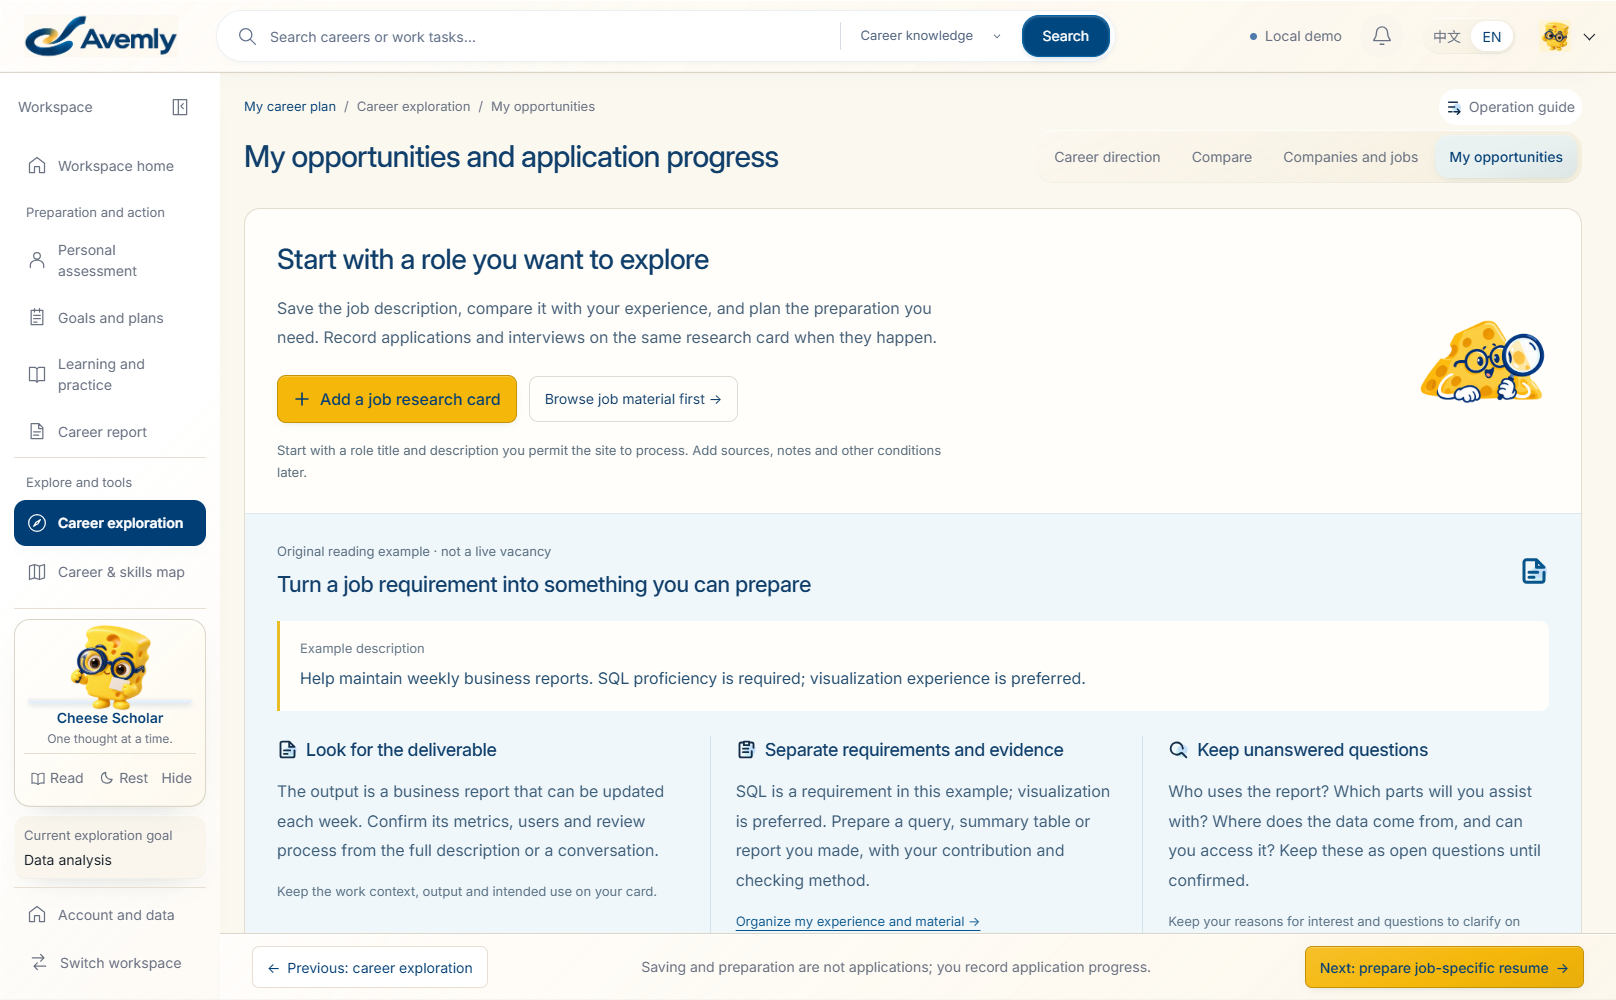 Avemly
Search careers or work tasks...
Career knowledge
Search
Local demo
中文
EN
Workspace
Workspace home
Preparation and action
Personal
assessment
Goals and plans
Learning and
practice
Career report
Explore and tools
Career exploration
Career & skills map
Cheese Scholar
One thought at a time.
Read
Rest
Hide
Current exploration goal
Data analysis
Account and data
Switch workspace
My career plan / Career exploration / My opportunities
Operation guide
My opportunities and application progress
Career direction
Compare
Companies and jobs
My opportunities
Start with a role you want to explore
Save the job description, compare it with your experience, and plan the preparation you
need. Record applications and interviews on the same research card when they happen.
+ Add a job research card
Browse job material first →
Start with a role title and description you permit the site to process. Add sources, notes and other conditions
later.
Original reading example · not a live vacancy
Turn a job requirement into something you can prepare
Example description
Help maintain weekly business reports. SQL proficiency is required; visualization experience is preferred.
Look for the deliverable
The output is a business report that can be updated
each week. Confirm its metrics, users and review
process from the full description or a conversation.
Keep the work context, output and intended use on your card.
Separate requirements and evidence
SQL is a requirement in this example; visualization
is preferred. Prepare a query, summary table or
report you made, with your contribution and
checking method.
Organize my experience and material →
Keep unanswered questions
Who uses the report? Which parts will you assist
with? Where does the data come from, and can
you access it? Keep these as open questions until
confirmed.
Keep your reasons for interest and questions to clarify on
← Previous: career exploration
Saving and preparation are not applications; you record application progress.
Next: prepare job-specific resume →